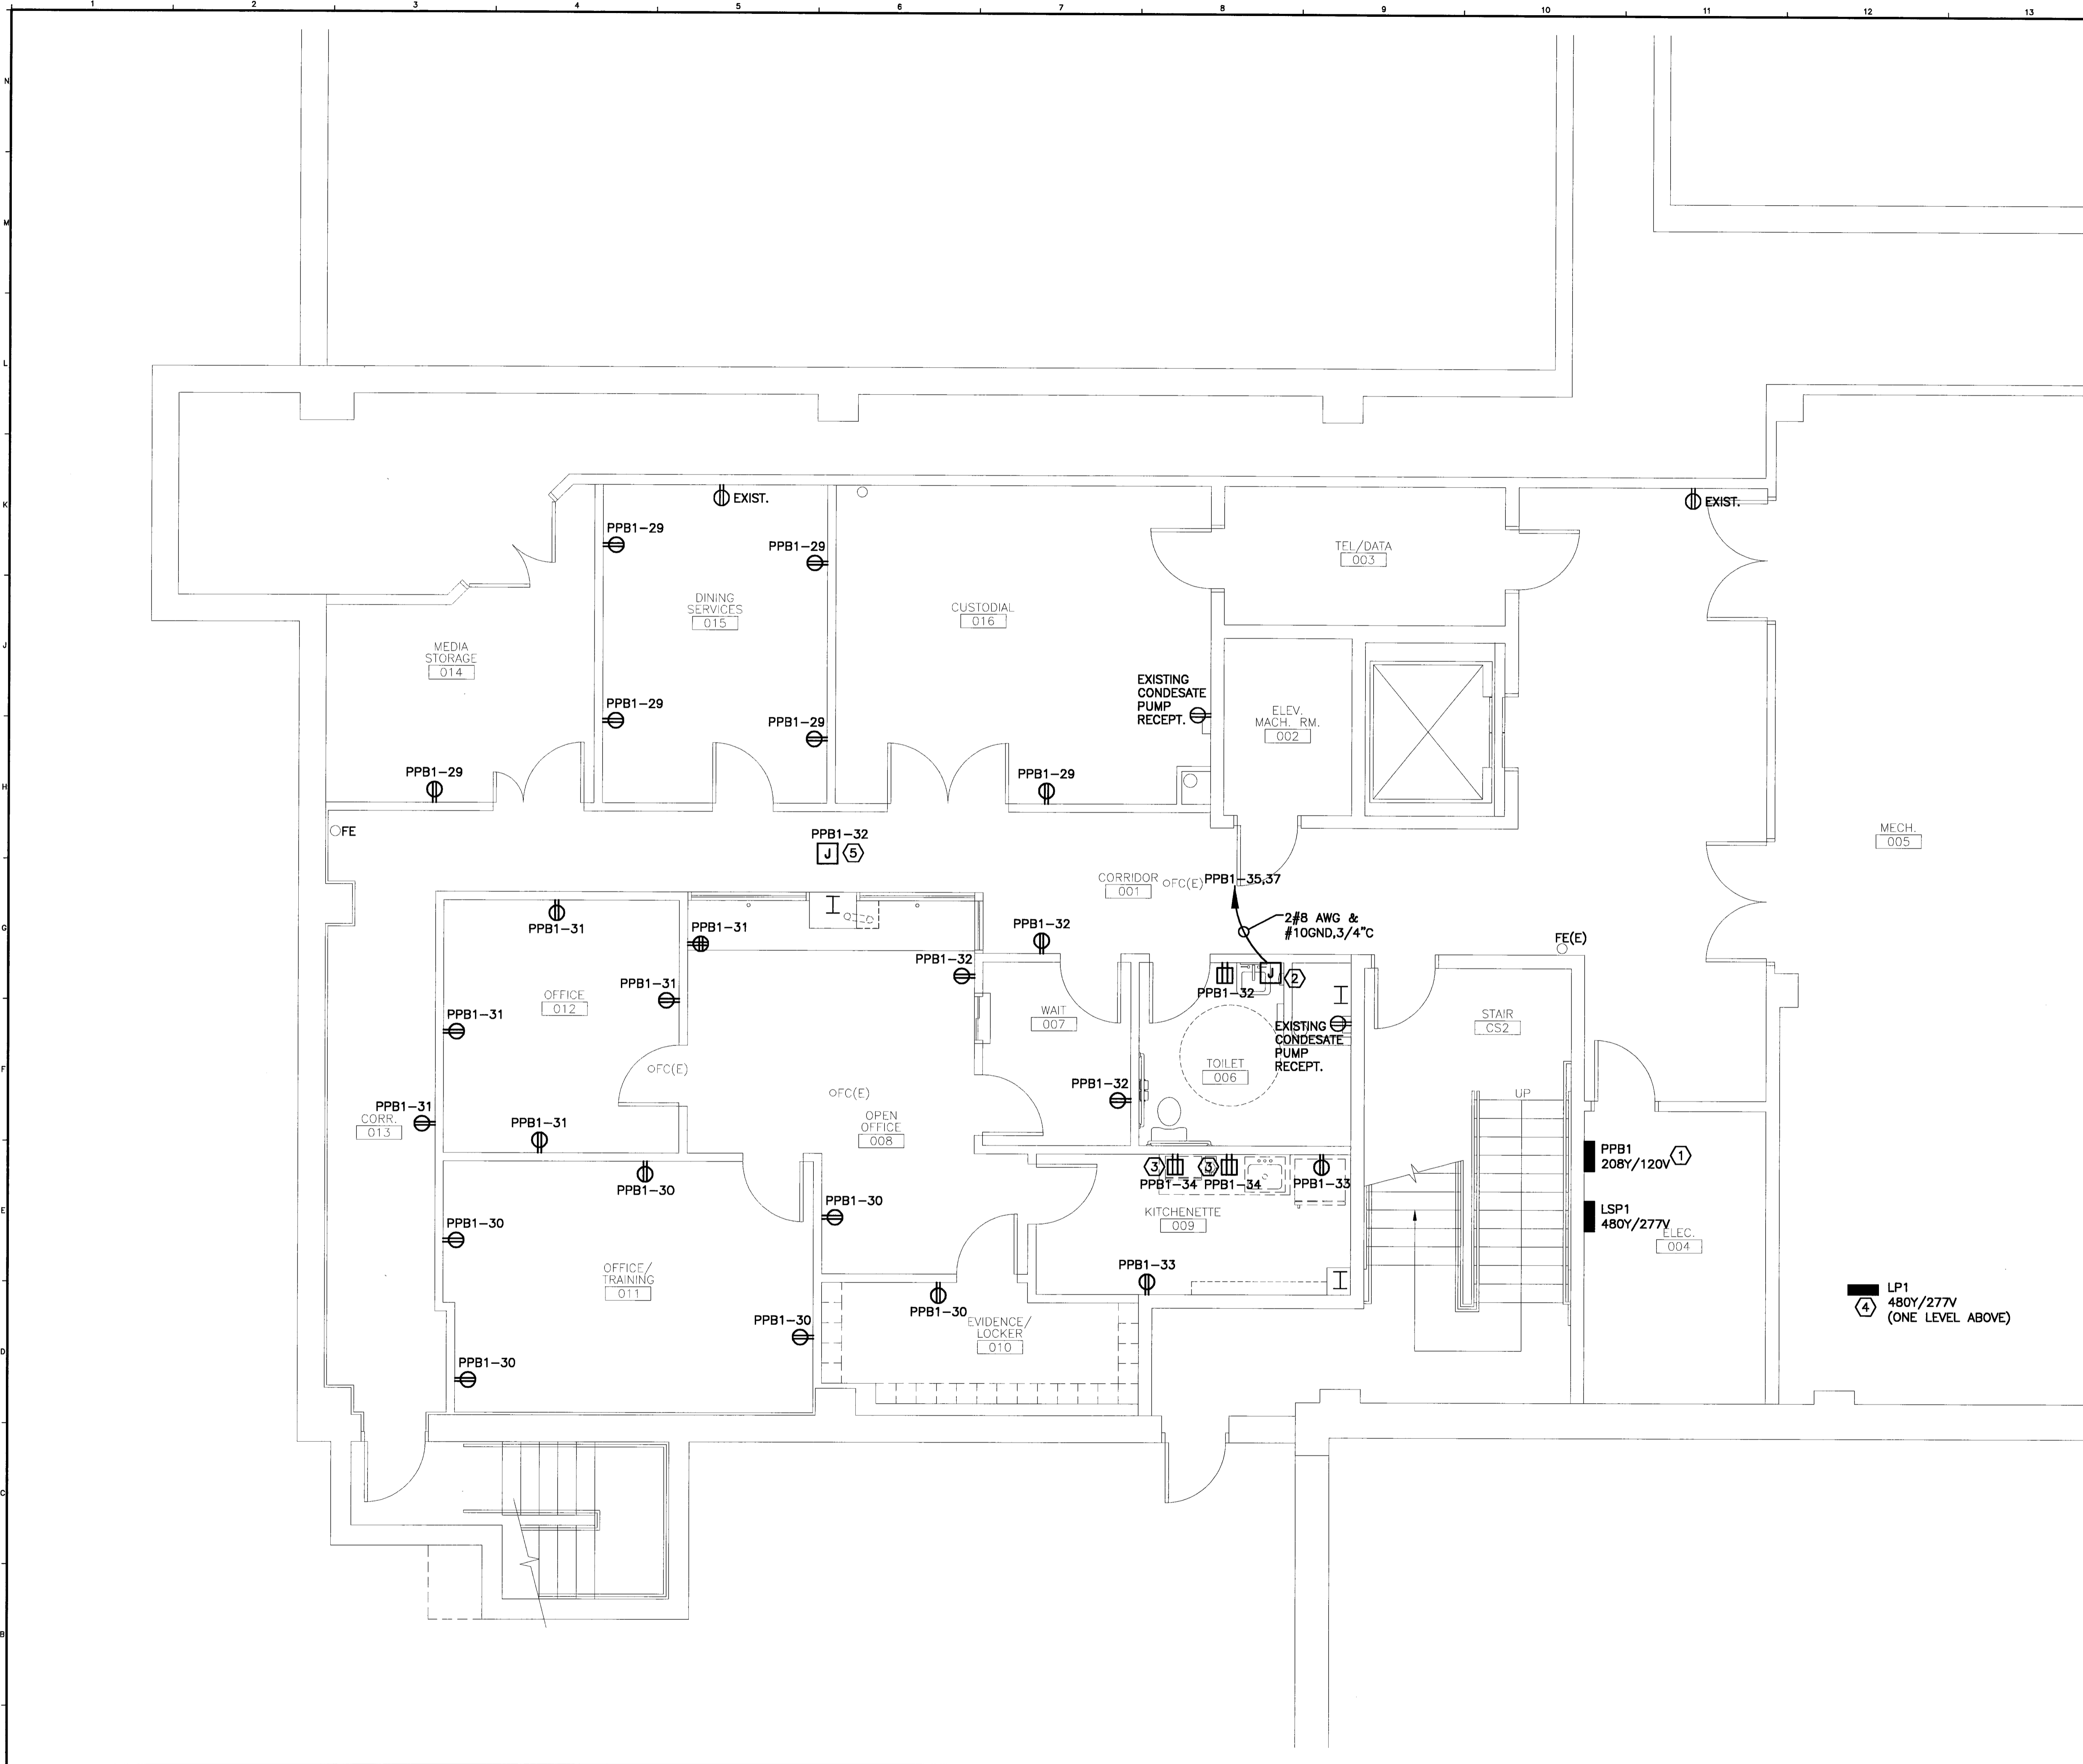 1 2 3 4 5 6 7 8 9 10 11 12 13
N
M
L
K
J
H
G
F
E
D
C
B
EXIST.
EXIST.
PPB1-29
PPB1-29
TEL/DATA
003
DINING
SERVICES
015
CUSTODIAL
016
MEDIA
STORAGE
014
EXISTING
CONDESATE
PUMP
RECEPT.
PPB1-29
PPB1-29
ELEV.
MACH. RM.
002
PPB1-29
PPB1-29
FE
PPB1-32
J
5
MECH.
005
CORRIDOR
001
FC(E)
PPB1-35,37
2#8 AWG &
#10GND,3/4"C
PPB1-31
PPB1-31
PPB1-32
FE(E)
PPB1-32
J
2
PPB1-32
PPB1-31
OFFICE
012
PPB1-31
WAIT
007
STAIR
CS2
EXISTING
CONDESATE
PUMP
RECEPT.
FC(E)
TOILET
006
FC(E)
PPB1-32
UP
PPB1-31
CORR.
013
PPB1-31
OPEN
OFFICE
008
PPB1
208Y/120V
1
3
3
PPB1-34
PPB1-34
PPB1-33
PPB1-30
PPB1-30
KITCHENETTE
009
LSP1
480Y/277V
ELEC.
004
PPB1-30
OFFICE/
TRAINING
011
PPB1-33
LP1
480Y/277V
(ONE LEVEL ABOVE)
4
PPB1-30
PPB1-30
EVIDENCE/
LOCKER
010
PPB1-30